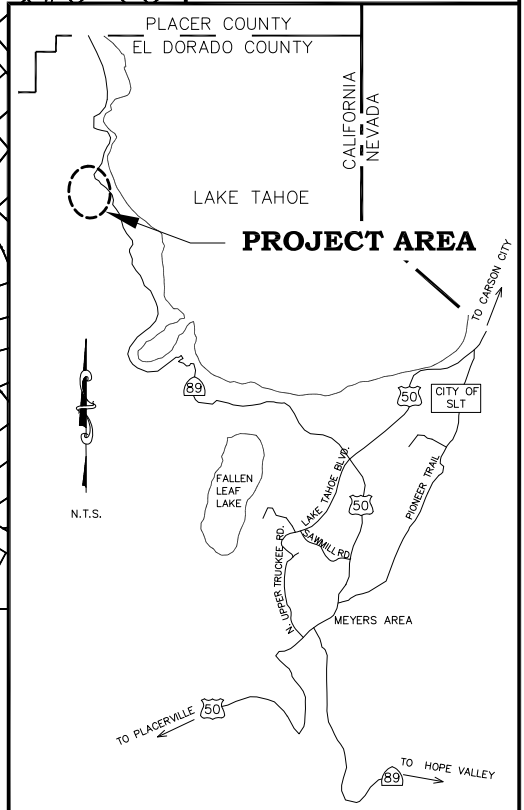 PLACER COUNTY
EL DORADO COUNTY
CALIFORNIA
NEVADA
LAKE TAHOE
PROJECT AREA
TO CARSON CITY
89
50
CITY OF
SLT
N.T.S.
FALLEN
LEAF
LAKE
LAKE TAHOE BLVD.
PIONEER TRAIL
50
SAWMILL RD.
N. UPPER TRUCKEE RD.
MEYERS AREA
TO PLACERVILLE
50
TO HOPE VALLEY
89